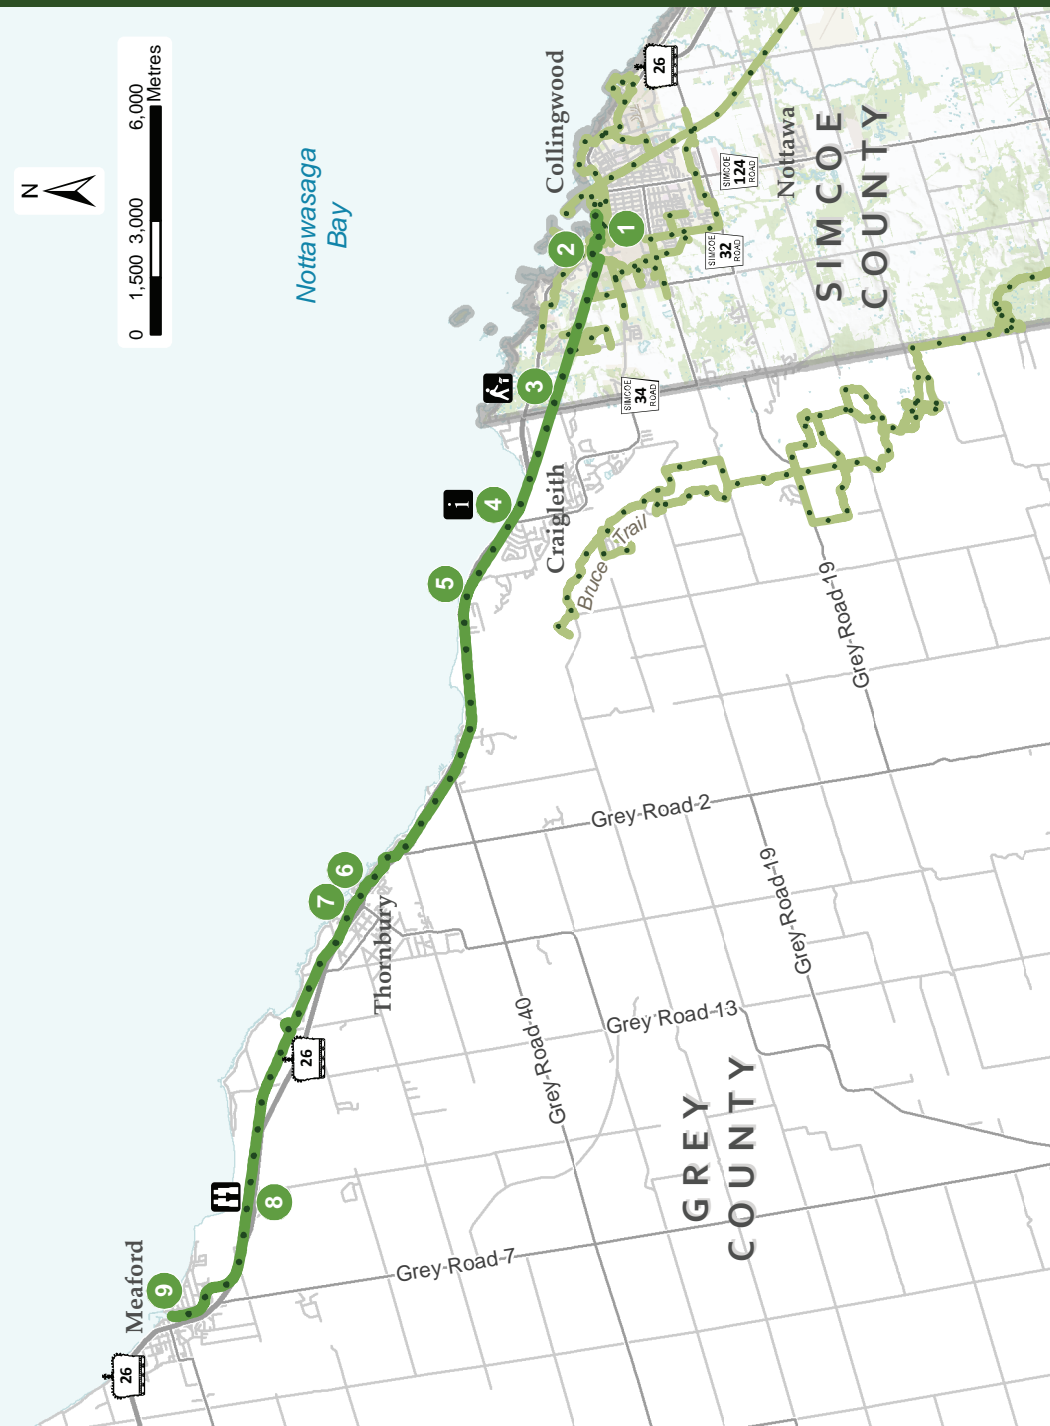 N
0 1,500 3,000 6,000
Metres
Nottawasaga
Bay
Meaford
Thornbury
Craigleith
Collingwood
Nottawa
SIMCOE
COUNTY
GREY
COUNTY
Bruce Trail
Grey-Road-7
Grey-Road-40
Grey Road-13
Grey-Road-2
Grey-Road-19
Grey-Road-19
26
26
26
SIMCOE
34
ROAD
SIMCOE
32
ROAD
SIMCOE
124
ROAD
i
9
8
7
6
5
4
3
2
1